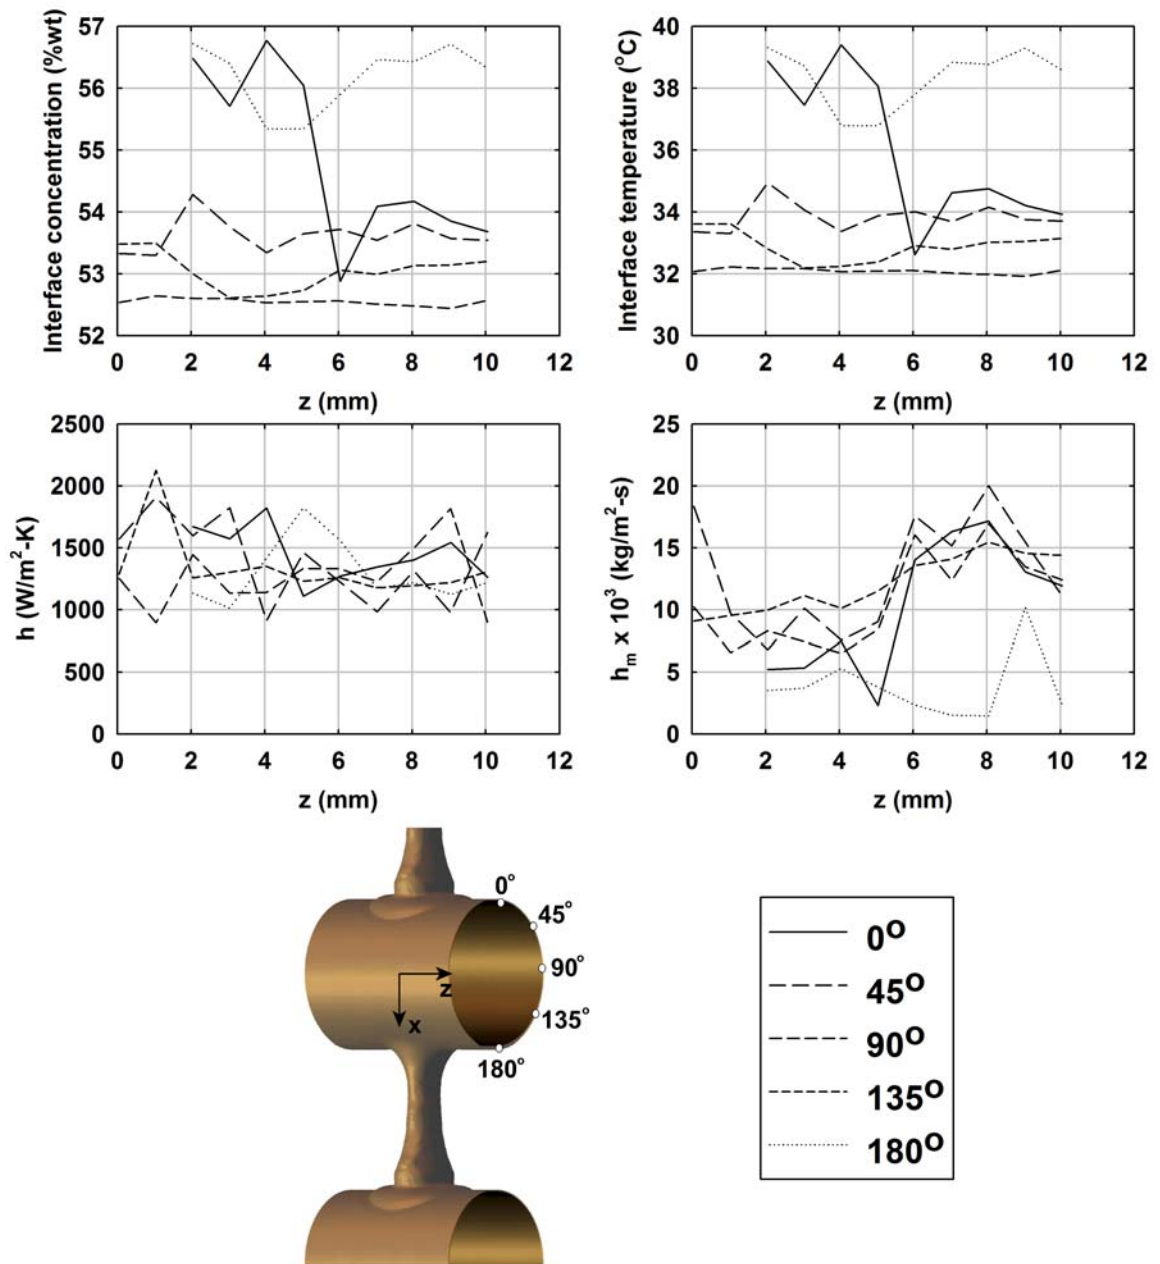 Interface concentration (%wt)
57
56
55
54
53
52
0 2 4 6 8 10 12
z (mm)
Interface temperature (°C)
40
38
36
34
32
30
0 2 4 6 8 10 12
z (mm)
h (W/m²-K)
2500
2000
1500
1000
500
0
0 2 4 6 8 10 12
z (mm)
hₘ x 10³ (kg/m²-s)
25
20
15
10
5
0
0 2 4 6 8 10 12
z (mm)
0°
45°
90°
135°
180°
z
x
0°
45°
90°
135°
180°